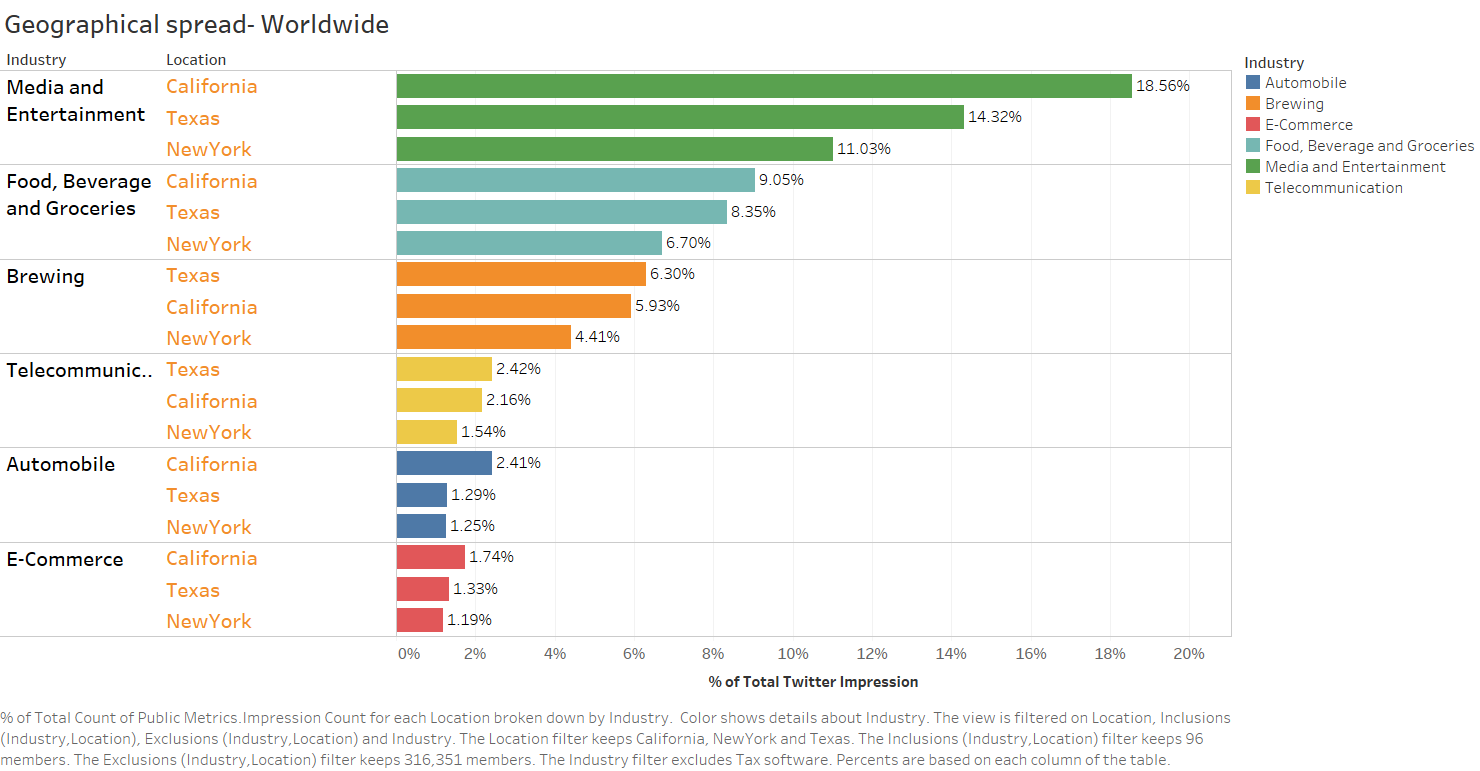 Geographical spread- Worldwide
Industry Location
Media and
Entertainment
California 18.56%
Texas 14.32%
NewYork 11.03%
Food, Beverage
and Groceries
California 9.05%
Texas 8.35%
NewYork 6.70%
Brewing
Texas 6.30%
California 5.93%
NewYork 4.41%
Telecommunic..
Texas 2.42%
California 2.16%
NewYork 1.54%
Automobile
California 2.41%
Texas 1.29%
NewYork 1.25%
E-Commerce
California 1.74%
Texas 1.33%
NewYork 1.19%
0% 2% 4% 6% 8% 10% 12% 14% 16% 18% 20%
% of Total Twitter Impression
Industry
Automobile
Brewing
E-Commerce
Food, Beverage and Groceries
Media and Entertainment
Telecommunication
% of Total Count of Public Metrics.Impression Count for each Location broken down by Industry.  Color shows details about Industry. The view is filtered on Location, Inclusions
(Industry,Location), Exclusions (Industry,Location) and Industry. The Location filter keeps California, NewYork and Texas. The Inclusions (Industry,Location) filter keeps 96
members. The Exclusions (Industry,Location) filter keeps 316,351 members. The Industry filter excludes Tax software. Percents are based on each column of the table.